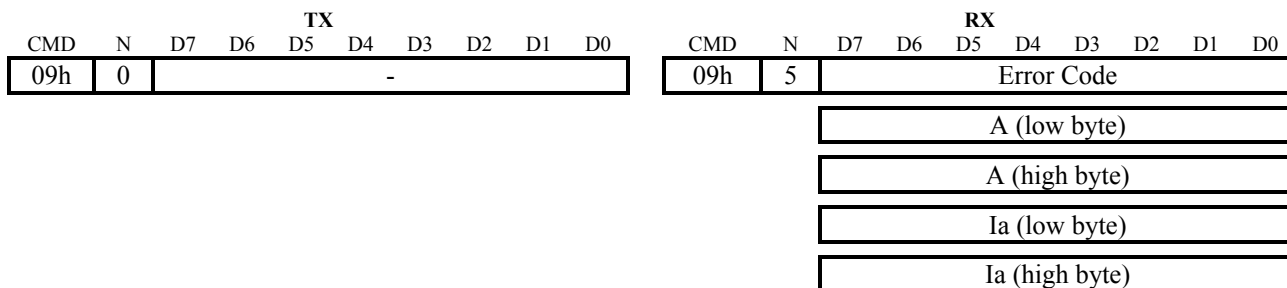 TX RX
CMD N D7 D6 D5 D4 D3 D2 D1 D0 CMD N D7 D6 D5 D4 D3 D2 D1 D0
09h 0 - 09h 5 Error Code
A (low byte)
A (high byte)
Ia (low byte)
Ia (high byte)